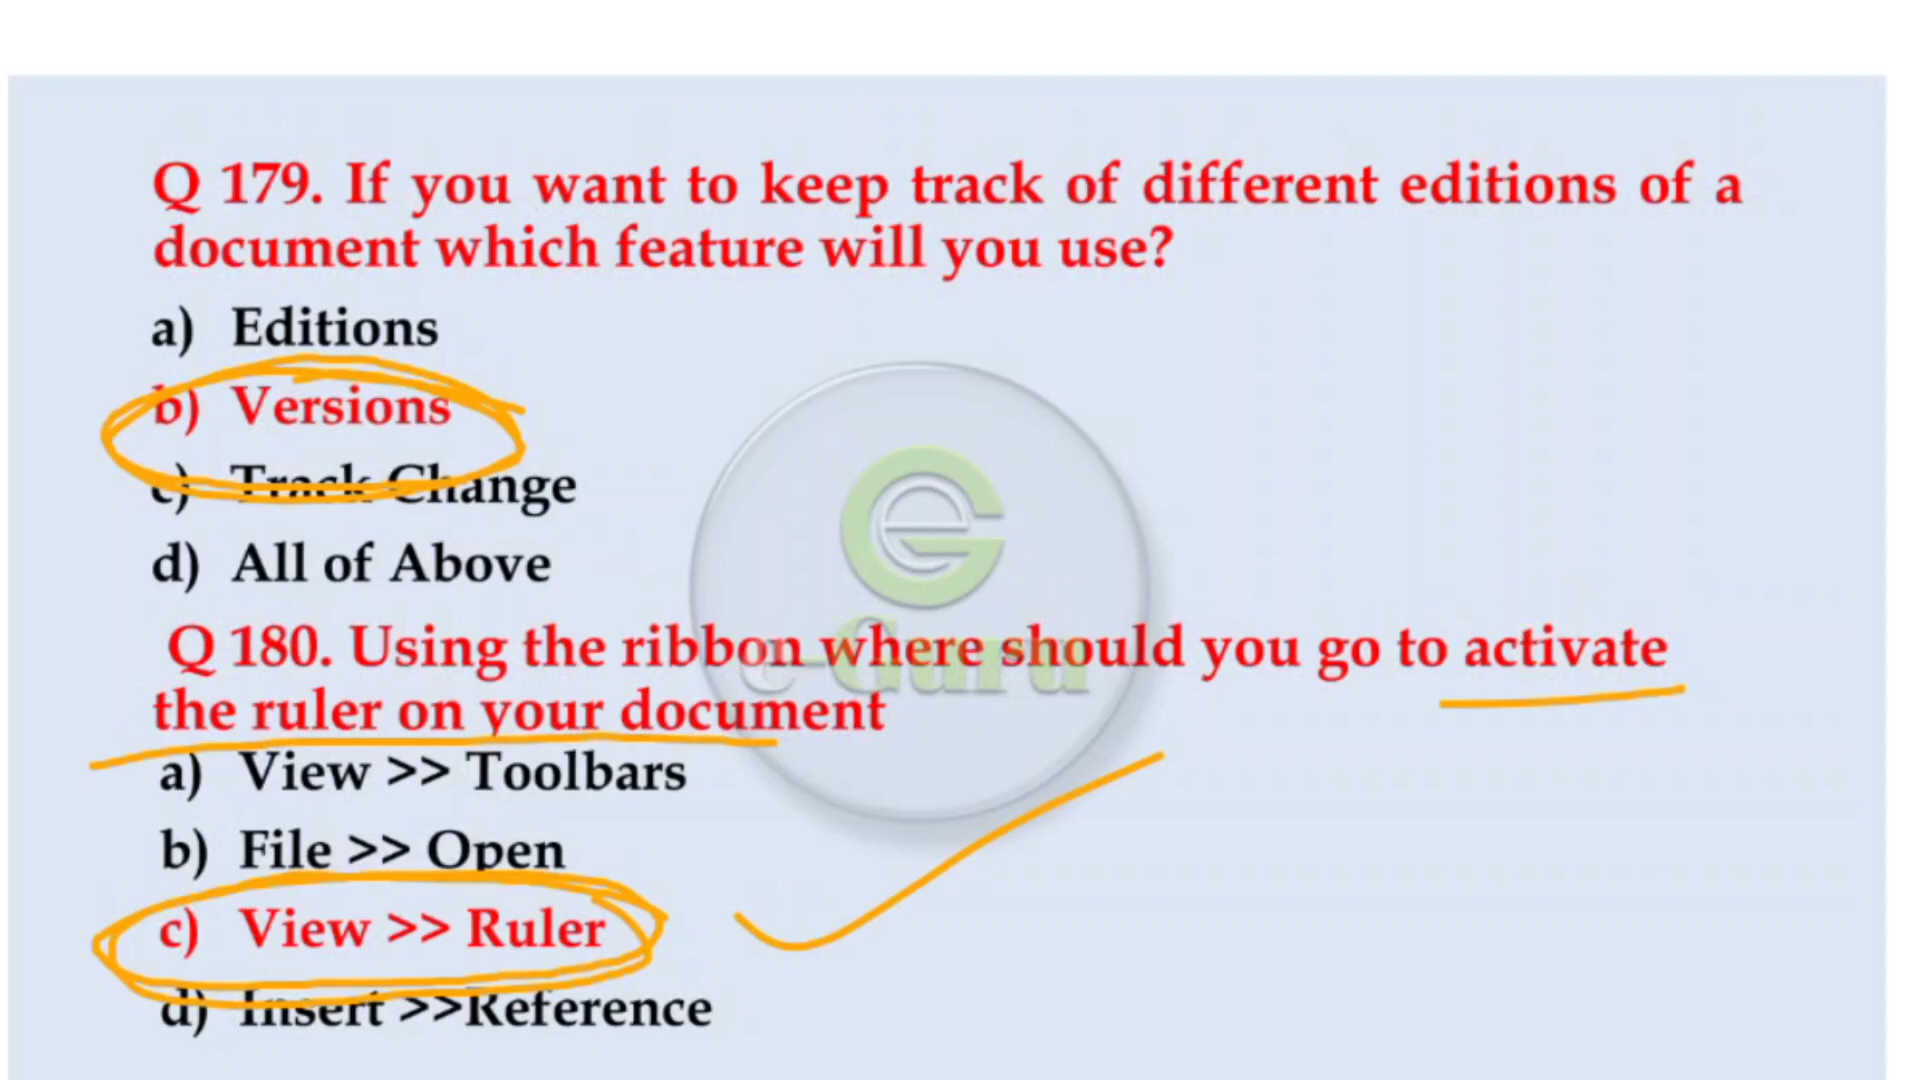 Q 179. If you want to keep track of different editions of a
document which feature will you use?
a) Editions
b) Versions
c) Track Change
d) All of Above
Q 180. Using the ribbon where should you go to activate
the ruler on your document
e-Guru
a) View >> Toolbars
b) File >> Open
c) View >> Ruler
d) Insert >>Reference